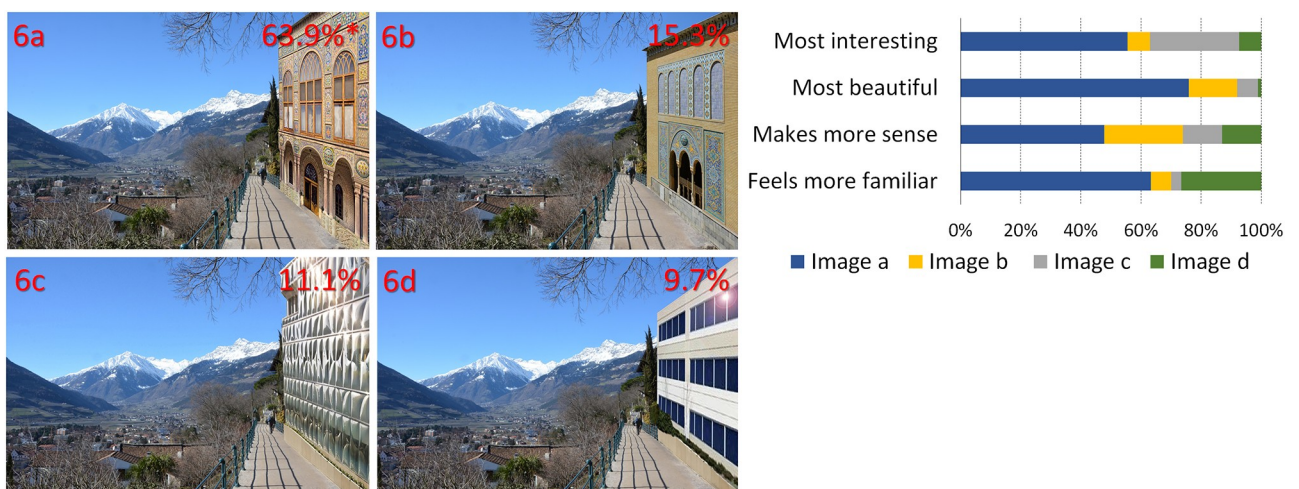 6a
63.9%*
6b
15.3%
6c
11.1%
6d
9.7%
Most interesting
Most beautiful
Makes more sense
Feels more familiar
0% 20% 40% 60% 80% 100%
Image a Image b Image c Image d